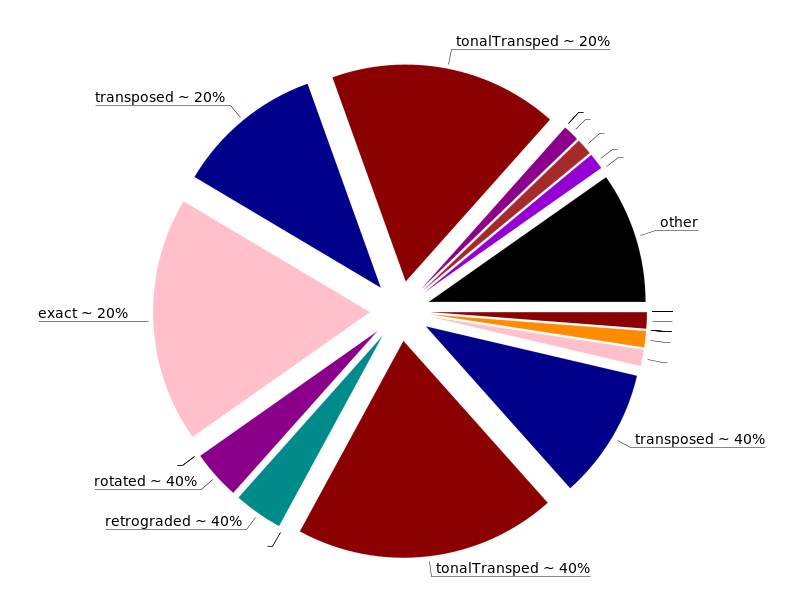 tonalTransped ~ 20%
transposed ~ 20%
other
exact ~ 20%
transposed ~ 40%
rotated ~ 40%
retrograded ~ 40%
tonalTransped ~ 40%